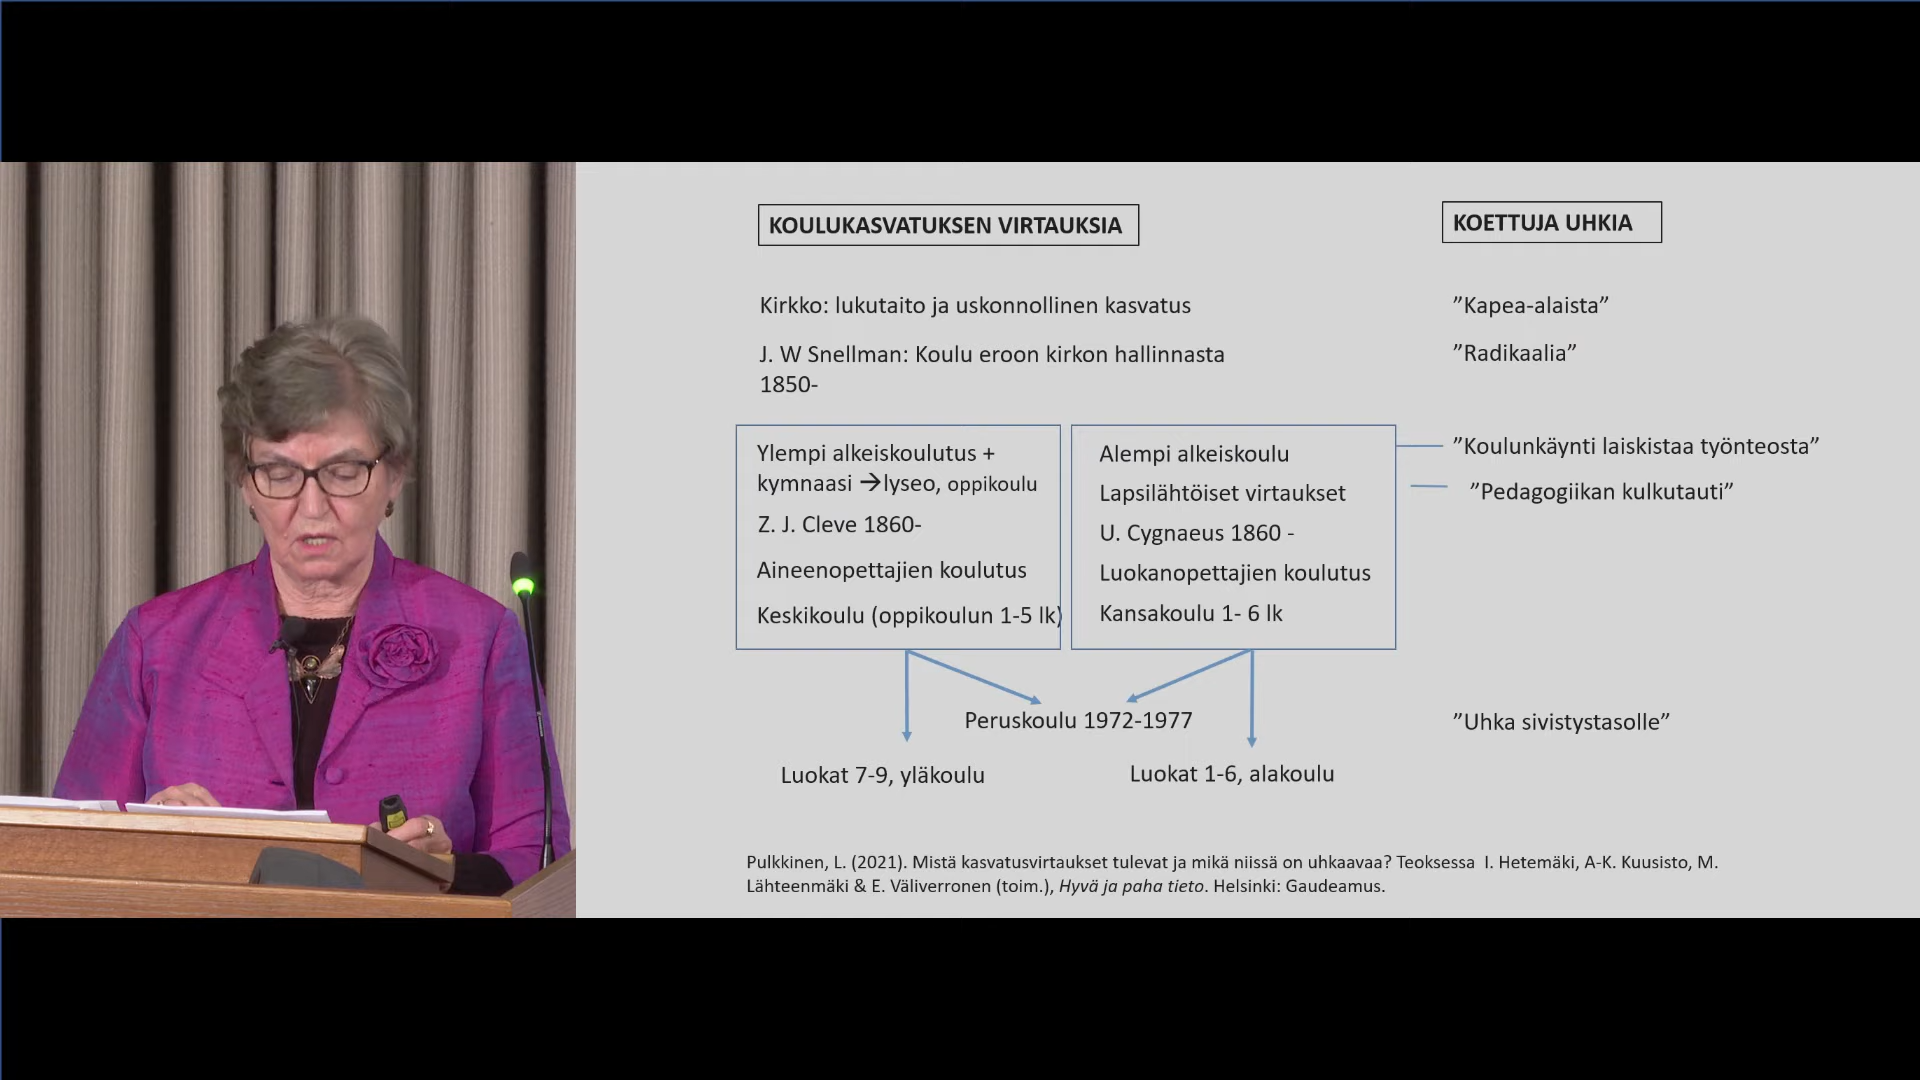 KOULUKASVATUKSEN VIRTAUKSIA
KOETTUJA UHKIA
Kirkko: lukutaito ja uskonnollinen kasvatus
”Kapea-alaista”
J. W Snellman: Koulu eroon kirkon hallinnasta
1850-
”Radikaalia”
Ylempi alkeiskoulutus +
kymnaasi →lyseo, oppikoulu
Z. J. Cleve 1860-
Aineenopettajien koulutus
Keskikoulu (oppikoulun 1-5 lk)
Alempi alkeiskoulu
Lapsilähtöiset virtaukset
U. Cygnaeus 1860 -
Luokanopettajien koulutus
Kansakoulu 1- 6 lk
”Koulunkäynti laiskistaa työnteosta”
”Pedagogiikan kulkutauti”
Peruskoulu 1972-1977
”Uhka sivistystasolle”
Luokat 7-9, yläkoulu
Luokat 1-6, alakoulu
Pulkkinen, L. (2021). Mistä kasvatusvirtaukset tulevat ja mikä niissä on uhkaavaa? Teoksessa I. Hetemäki, A-K. Kuusisto, M.
Lähteenmäki & E. Väliverronen (toim.), Hyvä ja paha tieto. Helsinki: Gaudeamus.